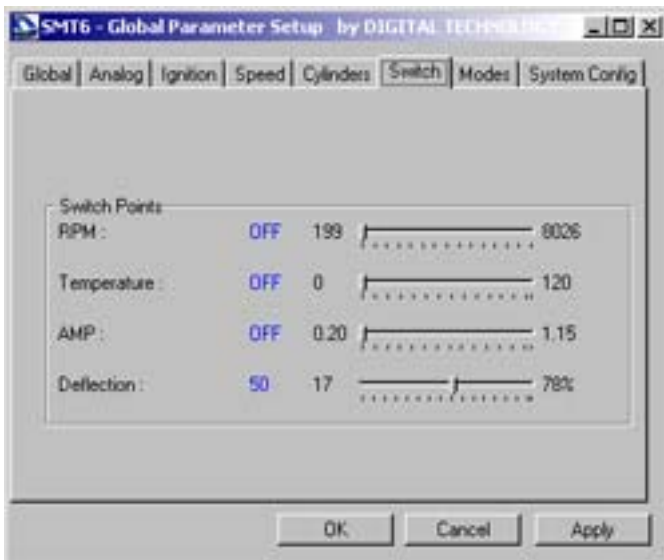 SMT6 - Global Parameter Setup by DIGITAL TECHNOLOGY
Global Analog Ignition Speed Cylinders Switch Modes System Config
Switch Points
RPM : OFF 199 8026
Temperature : OFF 0 120
AMP : OFF 0.20 1.15
Deflection : 50 17 78%
OK Cancel Apply